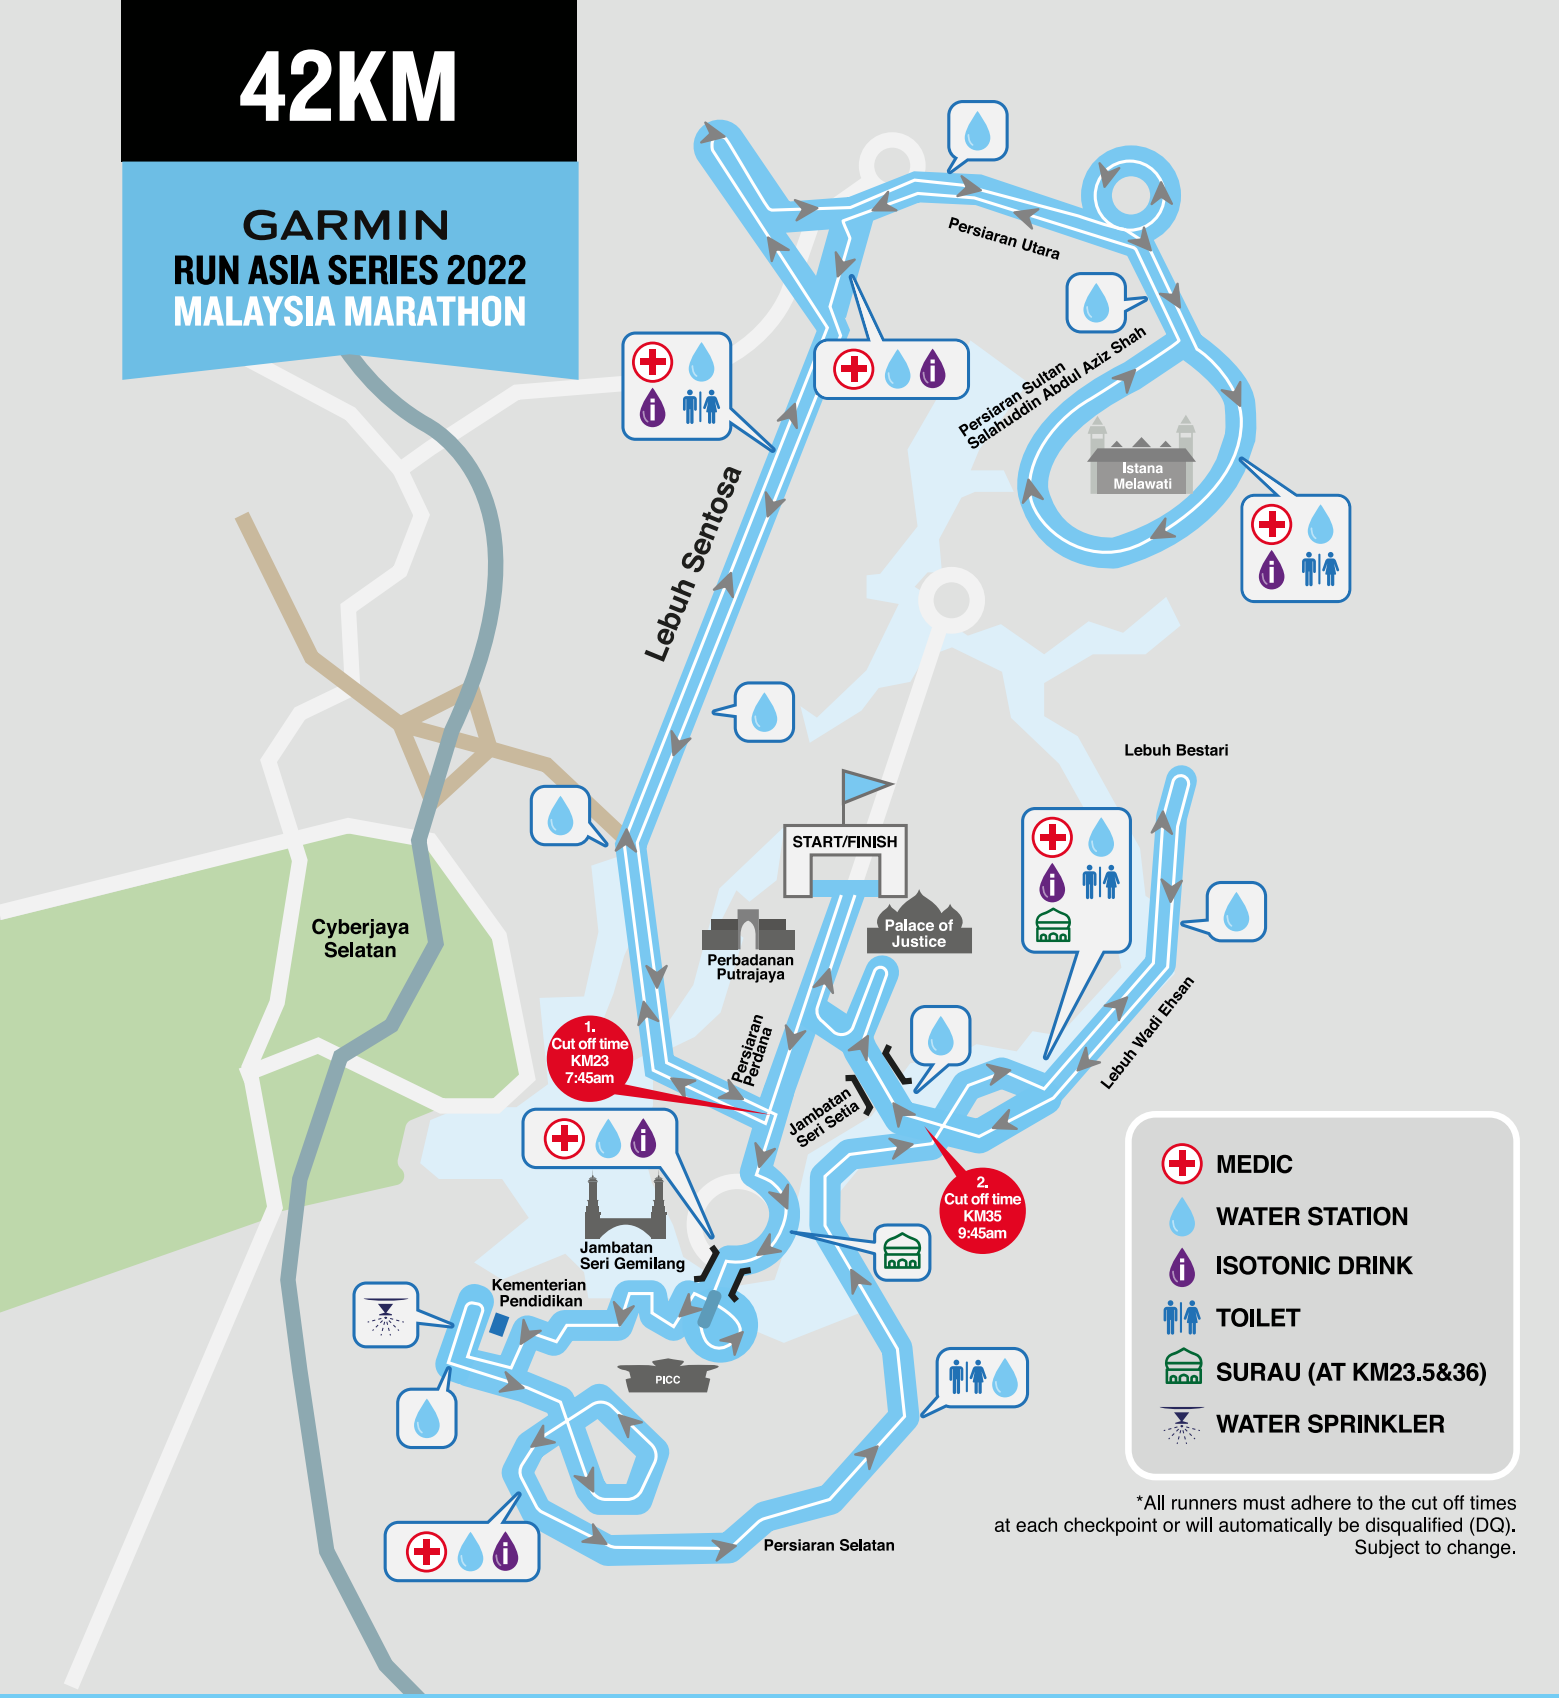 42KM
GARMIN
RUN ASIA SERIES 2022
MALAYSIA MARATHON
Persiaran Utara
Persiaran Sultan
Salahuddin Abdul Aziz Shah
Istana
Melawati
Lebuh Sentosa
Lebuh Bestari
START/FINISH
Palace of
Justice
Perbadanan
Putrajaya
Cyberjaya
Selatan
Persiaran
Perdana
Lebuh Wadi Ehsan
1.
Cut off time
KM23
7:45am
Jambatan
Seri Setia
2.
Cut off time
KM35
9:45am
Jambatan
Seri Gemilang
Kementerian
Pendidikan
PICC
Persiaran Selatan
MEDIC
WATER STATION
i ISOTONIC DRINK
TOILET
SURAU (AT KM23.5&36)
WATER SPRINKLER
*All runners must adhere to the cut off times
at each checkpoint or will automatically be disqualified (DQ).
Subject to change.